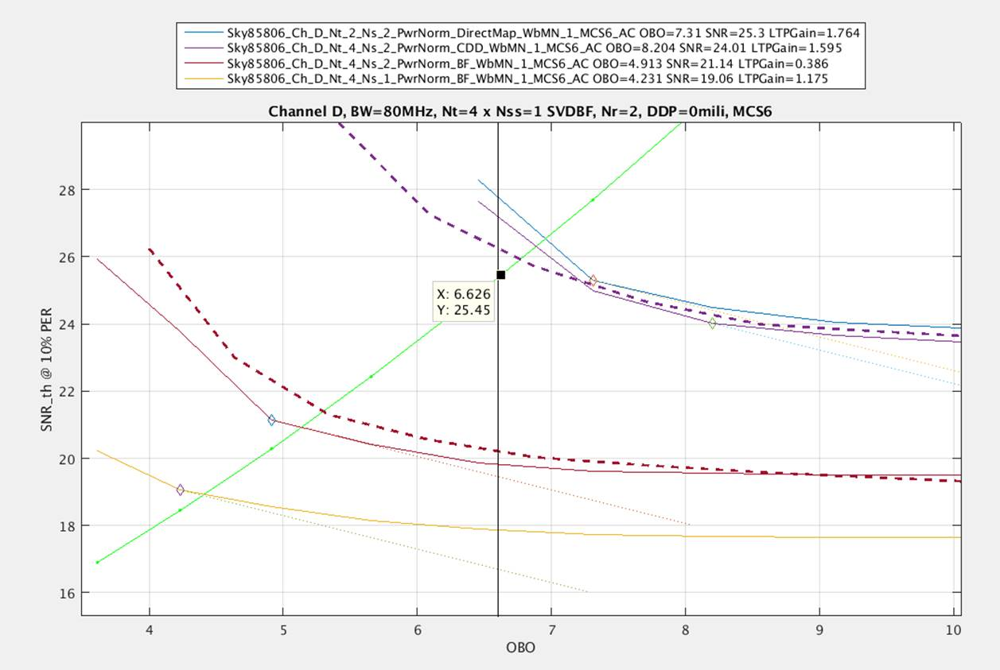 Sky85806_Ch_D_Nt_2_Ns_2_PwrNorm_DirectMap_WbMN_1_MCS6_AC OBO=7.31 SNR=25.3 LTPGain=1.764
Sky85806_Ch_D_Nt_4_Ns_2_PwrNorm_CDD_WbMN_1_MCS6_AC OBO=8.204 SNR=24.01 LTPGain=1.595
Sky85806_Ch_D_Nt_4_Ns_2_PwrNorm_BF_WbMN_1_MCS6_AC OBO=4.913 SNR=21.14 LTPGain=0.386
Sky85806_Ch_D_Nt_4_Ns_1_PwrNorm_BF_WbMN_1_MCS6_AC OBO=4.231 SNR=19.06 LTPGain=1.175
Channel D, BW=80MHz, Nt=4 x Nss=1 SVDBF, Nr=2, DDP=0mili, MCS6
28
26
24
22
20
18
16
SNR_th @ 10% PER
X: 6.626
Y: 25.45
4 5 6 7 8 9 10
OBO